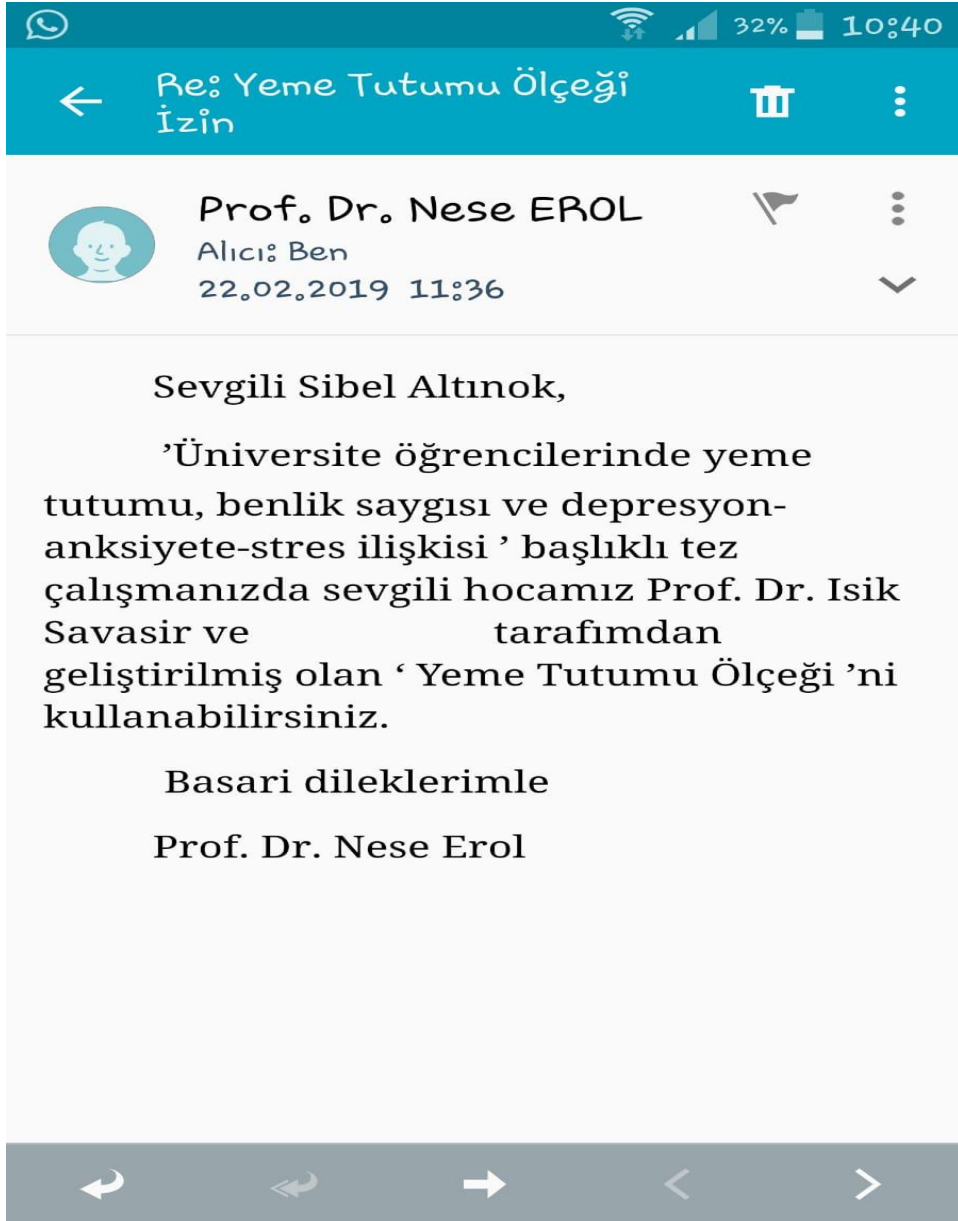 32% 10:40
Re: Yeme Tutumu Ölçeği
İzin
Prof. Dr. Nese EROL
Alıcı: Ben
22.02.2019 11:36
Sevgili Sibel Altınok,
’Üniversite öğrencilerinde yeme
tutumu, benlik saygısı ve depresyon-
anksiyete-stres ilişkisi ’ başlıklı tez
çalışmanızda sevgili hocamız Prof. Dr. Isik
Savasir ve tarafımdan
geliştirilmiş olan ‘ Yeme Tutumu Ölçeği ’ni
kullanabilirsiniz.
Basari dileklerimle
Prof. Dr. Nese Erol